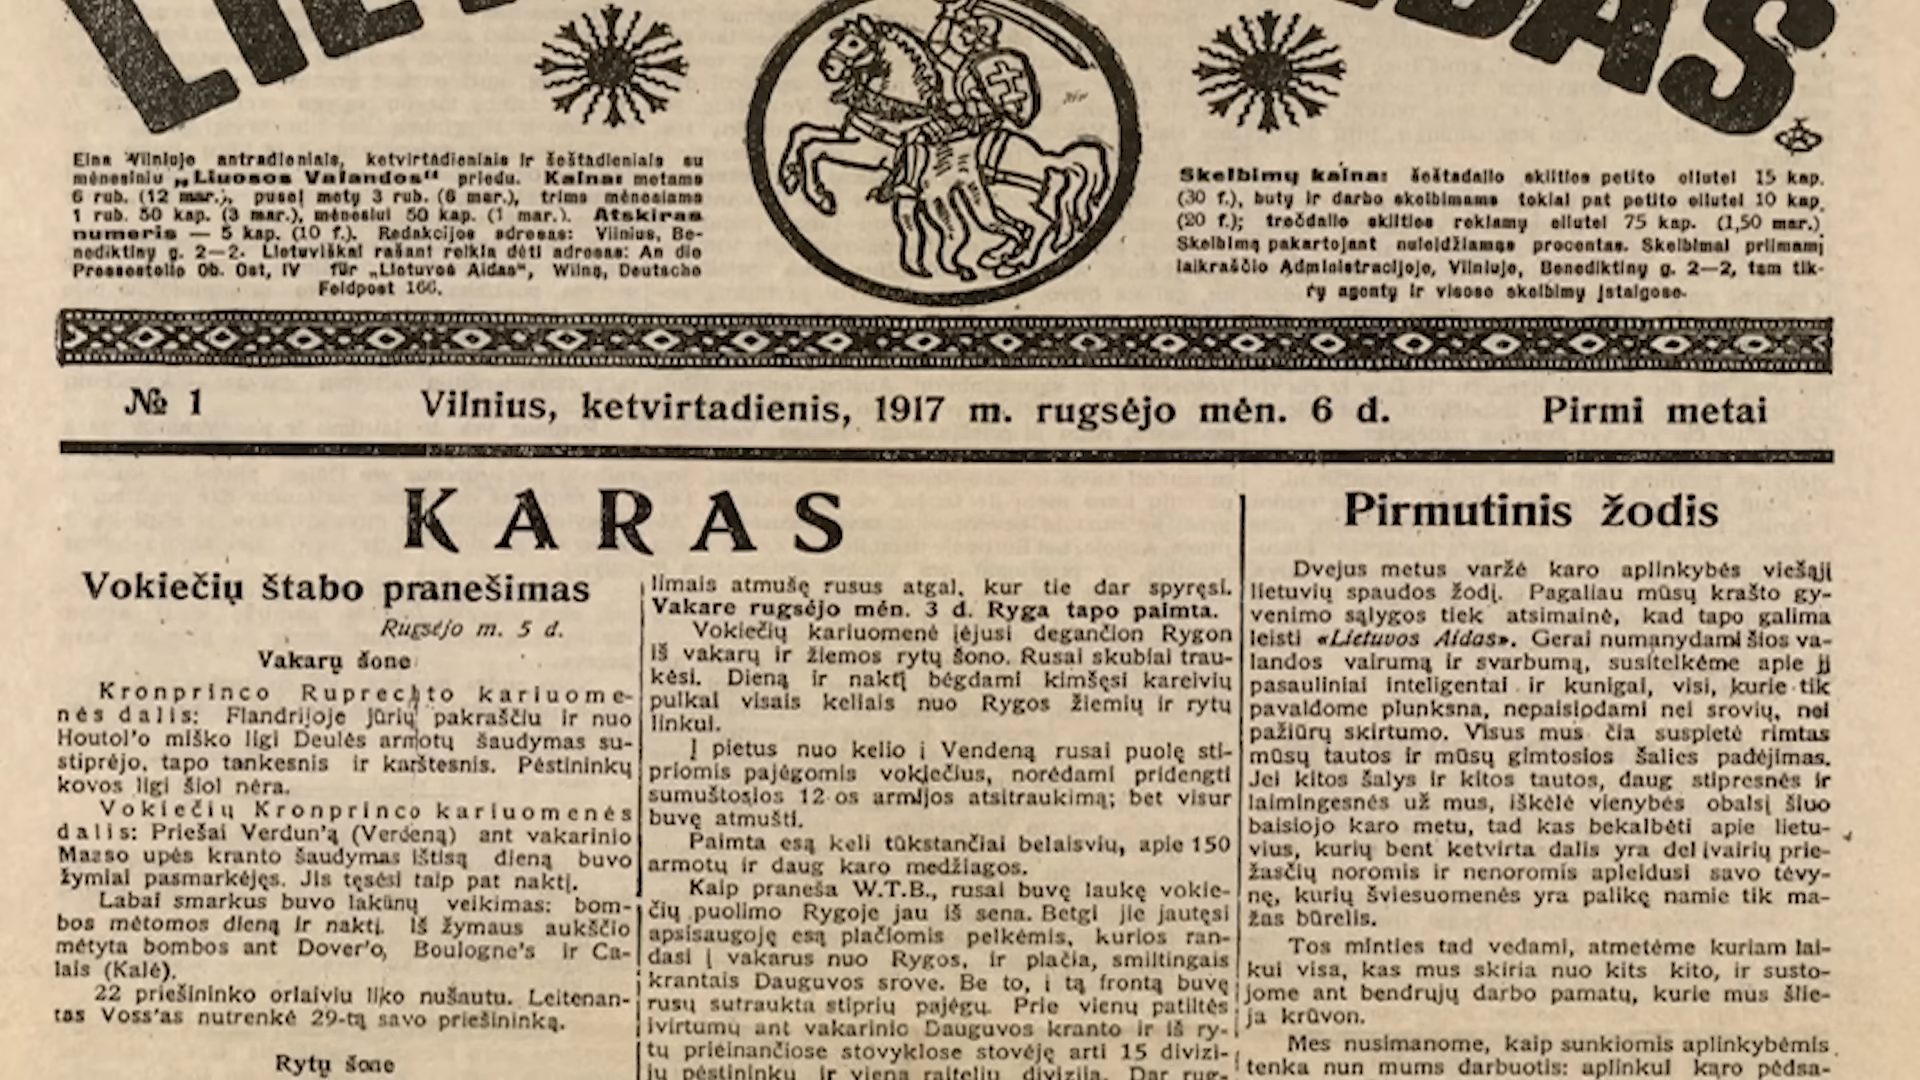 Eina Vilniuje antradieniais, ketvirtadieniais ir šeštadieniais su
mėnesiniu „Liuosos Valandos“ priedu. Kaina: metams
6 rub. (12 mar.), pusei metų 3 rub. (6 mar.), trims mėnesiams
1 rub. 50 kap. (3 mar.), mėnesiui 50 kap. (1 mar.). Atskiras
numeris — 5 kap. (10 f.). Redakcijos adresas: Vilnius, Be-
nediktinų g. 2—2. Lietuviškai rašant reikia dėti adresas: An die
Pressestelle Ob. Ost, IV für „Lietuvos Aidas“, Wilna, Deutsche
Feldpost 166.
Skelbimų kaina: šeštadalio skilties petito eilutei 15 kap.
(30 f.), butų ir darbo skelbimams tokiai pat petito eilutei 10 kap.
(20 f.); trečdalio skilties reklamų eilutei 75 kap. (1,50 mar.)
Skelbimą pakartojant nuleidžiamas procentas. Skelbimai priimami
laikraščio Administracijoje, Vilniuje, Benediktinų g. 2—2, tam tik-
rų agentų ir visose skelbimų įstaigose.
№ 1 Vilnius, ketvirtadienis, 1917 m. rugsėjo mėn. 6 d. Pirmi metai
KARAS
Vokiečių štabo pranešimas
Rugsėjo m. 5 d.
Vakarų šone
Kronprinco Ruprechto kariuome-
nės dalis: Flandrijoje jūrių pakraščiu ir nuo
Houtol'o miško ligi Deulės armotų šaudymas su-
stiprėjo, tapo tankesnis ir karštesnis. Pėstininkų
kovos ligi šiol nėra.
Vokiečių Kronprinco kariuomenės
dalis: Priešai Verdun'ą (Verdeną) ant vakarinio
Maaso upės kranto šaudymas ištisą dieną buvo
žymiai pasmarkėjęs. Jis tęsėsi taip pat naktį.
Labai smarkus buvo lakūnų veikimas: bom-
bos mėtomos dieną ir naktį. Iš žymaus aukščio
mėtyta bombos ant Dover'o, Boulogne's ir Ca-
lais (Kalė).
22 priešininko orlaiviu liko nušautu. Leitenan-
tas Voss'as nutrenkė 29-tą savo priešininką.
Rytų šone
limais atmušę rusus atgal, kur tie dar spyręsi.
Vakare rugsėjo mėn. 3 d. Ryga tapo paimta.
Vokiečių kariuomenė įėjusi degančion Rygon
iš vakarų ir žiemos rytų šono. Rusai skubiai trau-
kėsi. Dieną ir naktį bėgdami kimšęsi kareivių
pulkai visais keliais nuo Rygos žiemių ir rytų
linkui.
Į pietus nuo kelio į Vendeną rusai puolę sti-
priomis pajėgomis vokiečius, norėdami pridengti
sumuštosios 12-os armijos atsitraukimą; bet visur
buvę atmušti.
Paimta esą keli tūkstančiai belaisvių, apie 150
armotų ir daug karo medžiagos.
Kaip praneša W.T.B., rusai buvę laukę vokie-
čių puolimo Rygoje jau iš sena. Betgi jie jautęsi
apsisaugoję esą plačiomis pelkėmis, kurios ran-
dasi į vakarus nuo Rygos, ir plačia, smiltingais
krantais Dauguvos srove. Be to, į tą frontą buvę
rusų sutraukta stiprių pajėgų. Prie vienų patiltės
įvirtumų ant vakarinio Dauguvos kranto ir iš ry-
tų prieinančiose stovyklose stovėję arti 15 divizi-
jų pėstininkų ir viena raitelių divizija. Dar rug-
Pirmutinis žodis
Dvejus metus varžė karo aplinkybės viešąjį
lietuvių spaudos žodį. Pagaliau mūsų krašto gy-
venimo sąlygos tiek atsimainė, kad tapo galima
leisti «Lietuvos Aidas». Gerai numanydami šios va-
landos vairumą ir svarbumą, susitelkėme apie jį
pasauliniai inteligentai ir kunigai, visi, kurie tik
pavaldome plunksna, nepaisipdami nei srovių, nei
pažiūrų skirtumo. Visus mus čia suspietė rimtas
mūsų tautos ir mūsų gimtosios šalies padėjimas.
Jei kitos šalys ir kitos tautos, daug stipresnės ir
laimingesnės už mus, iškėlė vienybės obalsį šiuo
baisiojo karo metu, tad kas bekalbėti apie lietu-
vius, kurių bent ketvirta dalis yra del įvairių prie-
žasčių noromis ir nenoromis apleidusi savo tėvy-
nę, kurių šviesuomenės yra palikę namie tik ma-
žas būrelis.
Tos minties tad vedami, atmetėme kuriam lai-
kui visa, kas mus skiria nuo kits kito, ir susto-
jome ant bendrųjų darbo pamatų, kurie mus šlie-
ja krūvon.
Mes nusimanome, kaip sunkiomis aplinkybėmis
tenka nun mums darbuotis: aplinkui karo pėdsa-